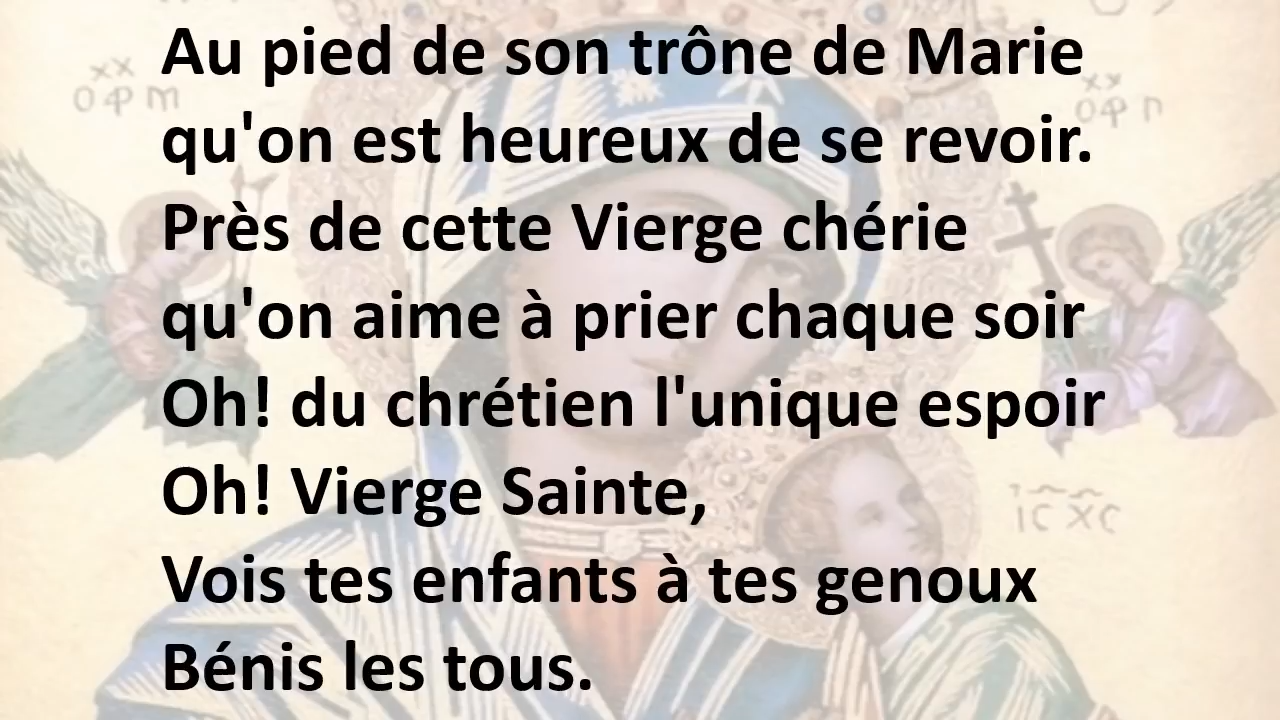 Au pied de son trône de Marie
qu'on est heureux de se revoir.
Près de cette Vierge chérie
qu'on aime à prier chaque soir
Oh! du chrétien l'unique espoir
Oh! Vierge Sainte,
Vois tes enfants à tes genoux
Bénis les tous.
IC XC